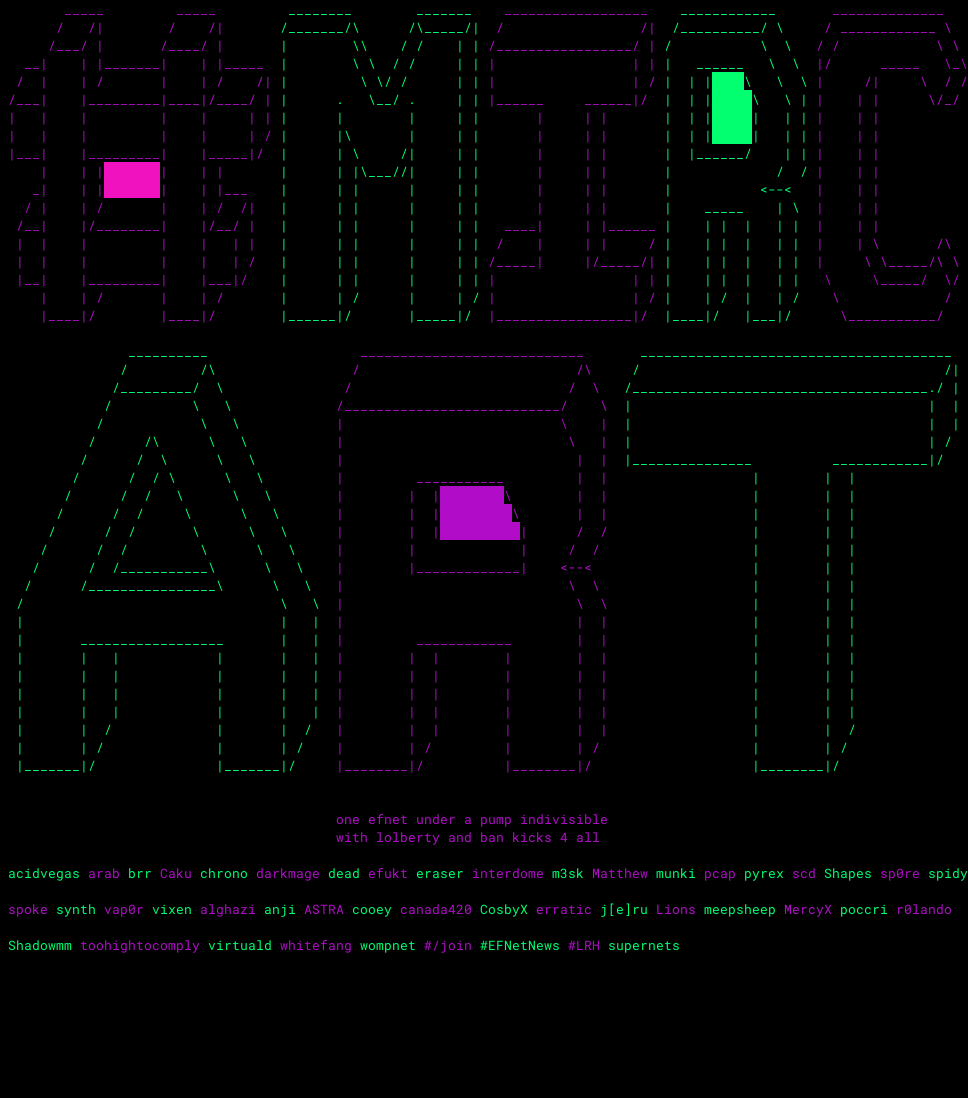 #MIRC
ART
one efnet under a pump indivisible
with lolberty and ban kicks 4 all
acidvegas arab brr Caku chrono darkmage dead efukt eraser interdome m3sk Matthew munki pcap pyrex scd Shapes sp0re spidy
spoke synth vap0r vixen alghazi anji ASTRA cooey canada420 CosbyX erratic j[e]ru Lions meepsheep MercyX poccri r0lando
Shadowmm toohightocomply virtuald whitefang wompnet #/join #EFNetNews #LRH supernets